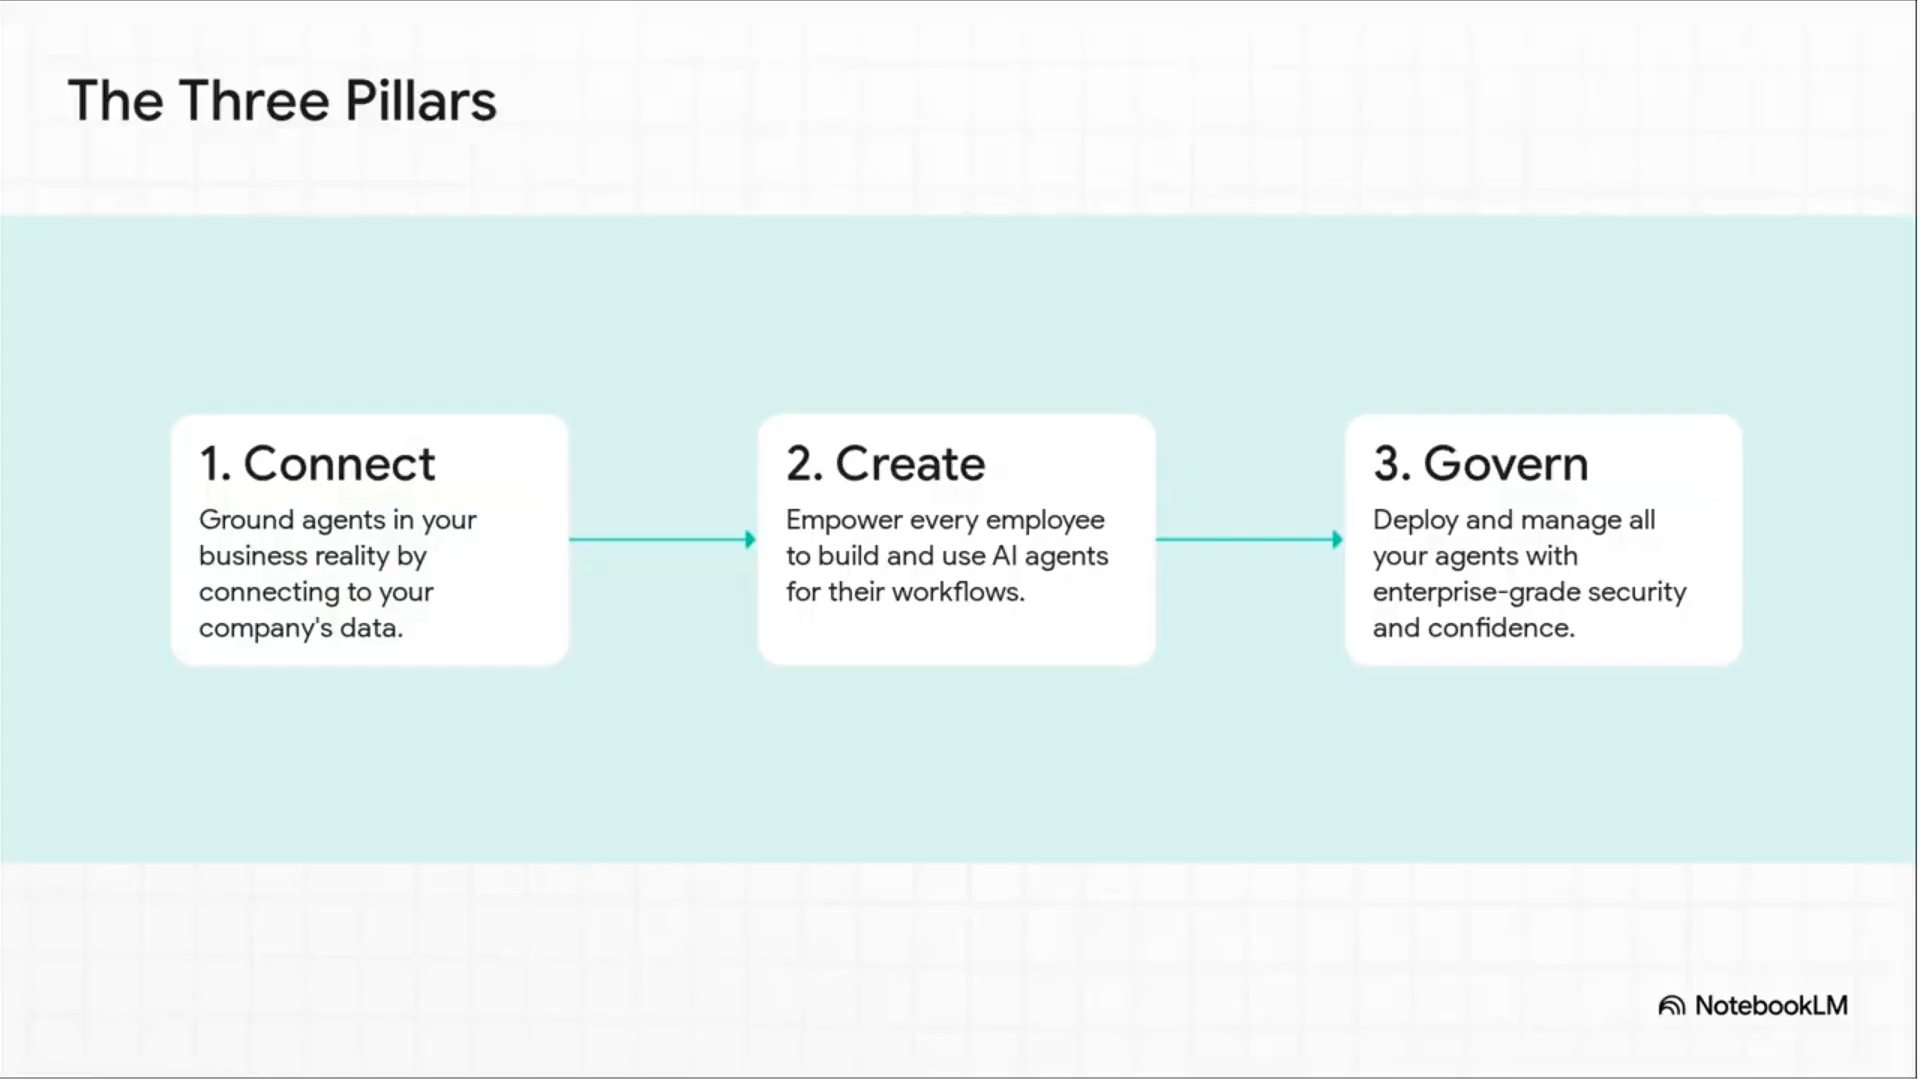 The Three Pillars
1. Connect
Ground agents in your
business reality by
connecting to your
company's data.
2. Create
Empower every employee
to build and use AI agents
for their workflows.
3. Govern
Deploy and manage all
your agents with
enterprise-grade security
and confidence.
NotebookLM